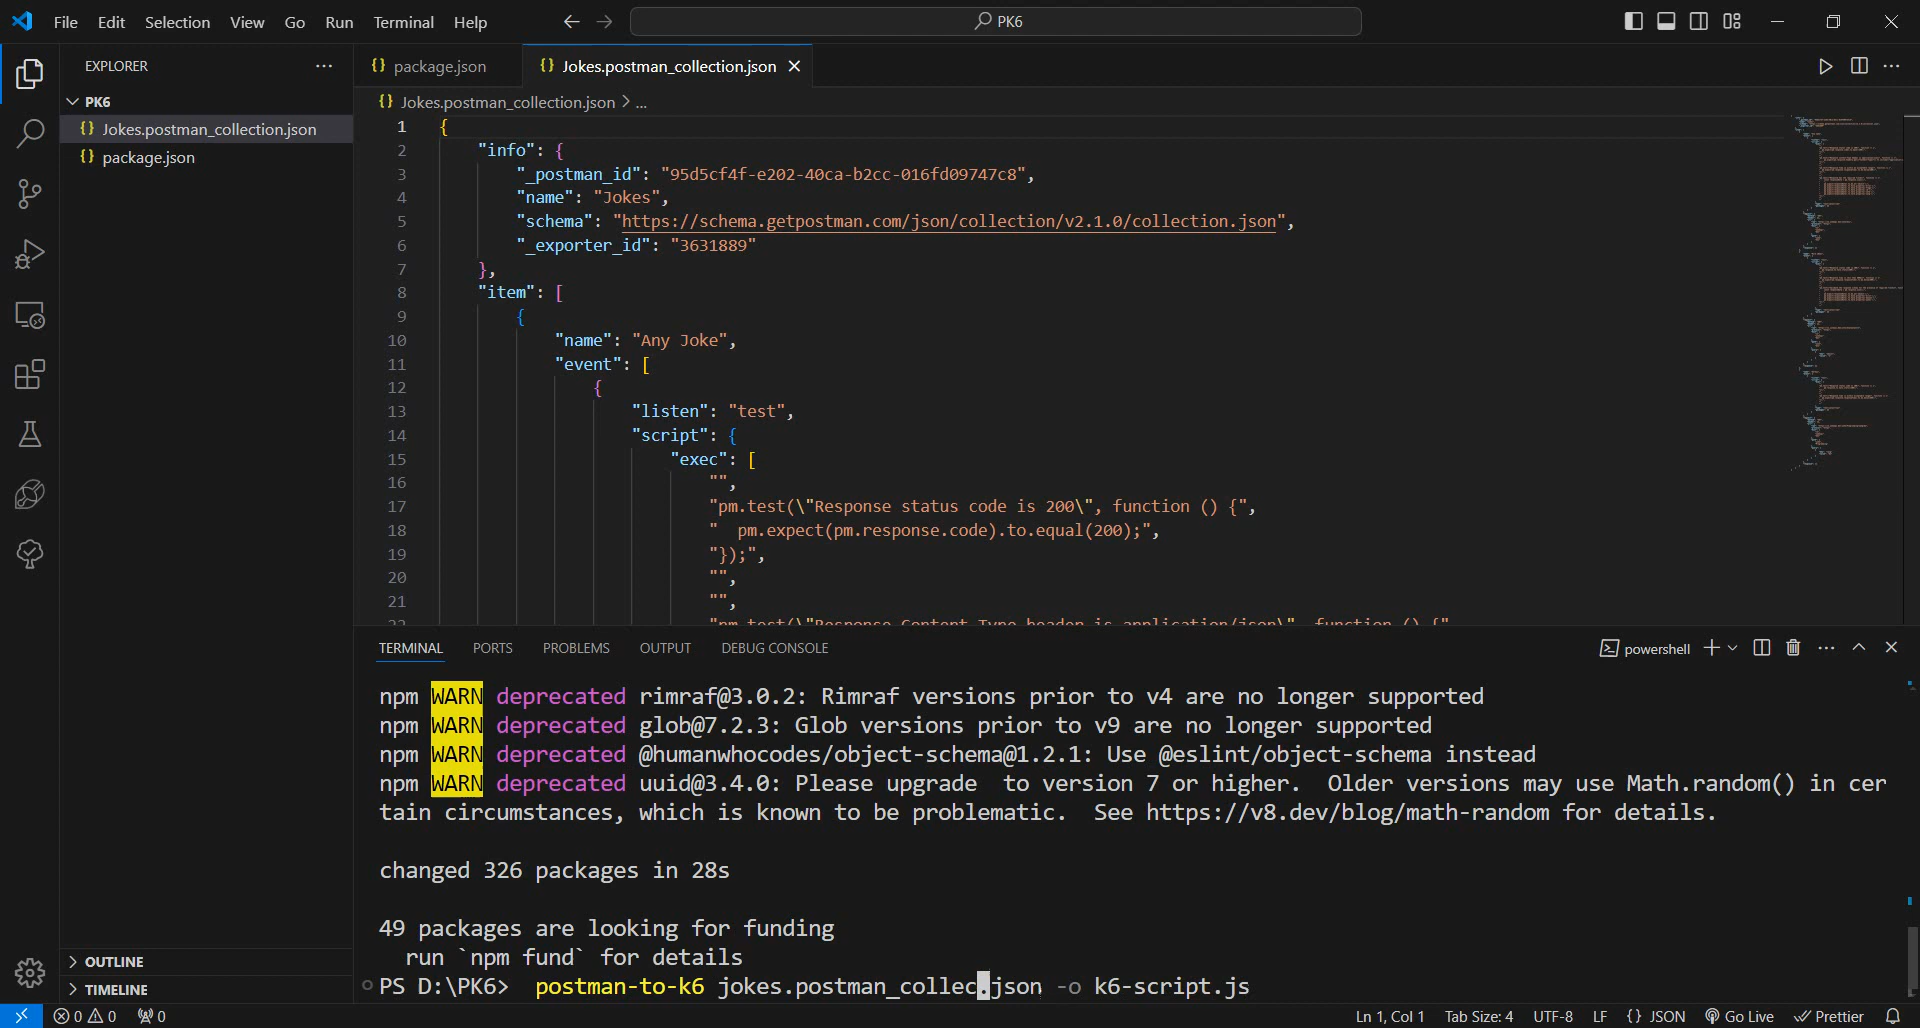 File Edit Selection View Go Run Terminal Help
PK6
EXPLORER
PK6
Jokes.postman_collection.json
package.json
OUTLINE
TIMELINE
{} package.json
{} Jokes.postman_collection.json
{} Jokes.postman_collection.json > ...
1 {
2 "info": {
3 "_postman_id": "95d5cf4f-e202-40ca-b2cc-016fd09747c8",
4 "name": "Jokes",
5 "schema": "https://schema.getpostman.com/json/collection/v2.1.0/collection.json",
6 "_exporter_id": "3631889"
7 },
8 "item": [
9 {
10 "name": "Any Joke",
11 "event": [
12 {
13 "listen": "test",
14 "script": {
15 "exec": [
16 "",
17 "pm.test(\"Response status code is 200\", function () {",
18 " pm.expect(pm.response.code).to.equal(200);",
19 "});",
20 "",
21 "",
22 "pm.test(\"Response Content-Type header is application/json\", function () {"
TERMINAL PORTS PROBLEMS OUTPUT DEBUG CONSOLE
powershell
npm WARN deprecated rimraf@3.0.2: Rimraf versions prior to v4 are no longer supported
npm WARN deprecated glob@7.2.3: Glob versions prior to v9 are no longer supported
npm WARN deprecated @humanwhocodes/object-schema@1.2.1: Use @eslint/object-schema instead
npm WARN deprecated uuid@3.4.0: Please upgrade  to version 7 or higher.  Older versions may use Math.random() in cer
tain circumstances, which is known to be problematic.  See https://v8.dev/blog/math-random for details.
changed 326 packages in 28s
49 packages are looking for funding
run `npm fund` for details
PS D:\PK6>  postman-to-k6 jokes.postman_collec.json -o k6-script.js
0 0 0
Ln 1, Col 1 Tab Size: 4 UTF-8 LF {} JSON Go Live Prettier